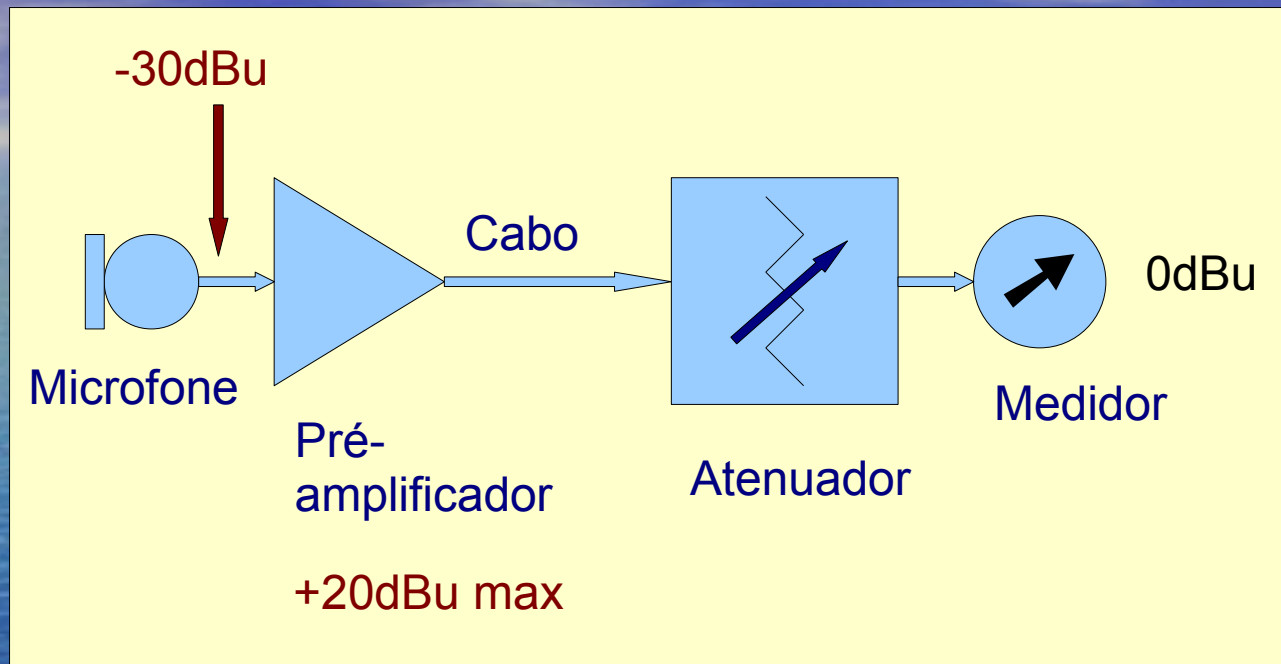 -30dBu
Cabo
0dBu
Microfone
Pré-
amplificador
Atenuador
Medidor
+20dBu max